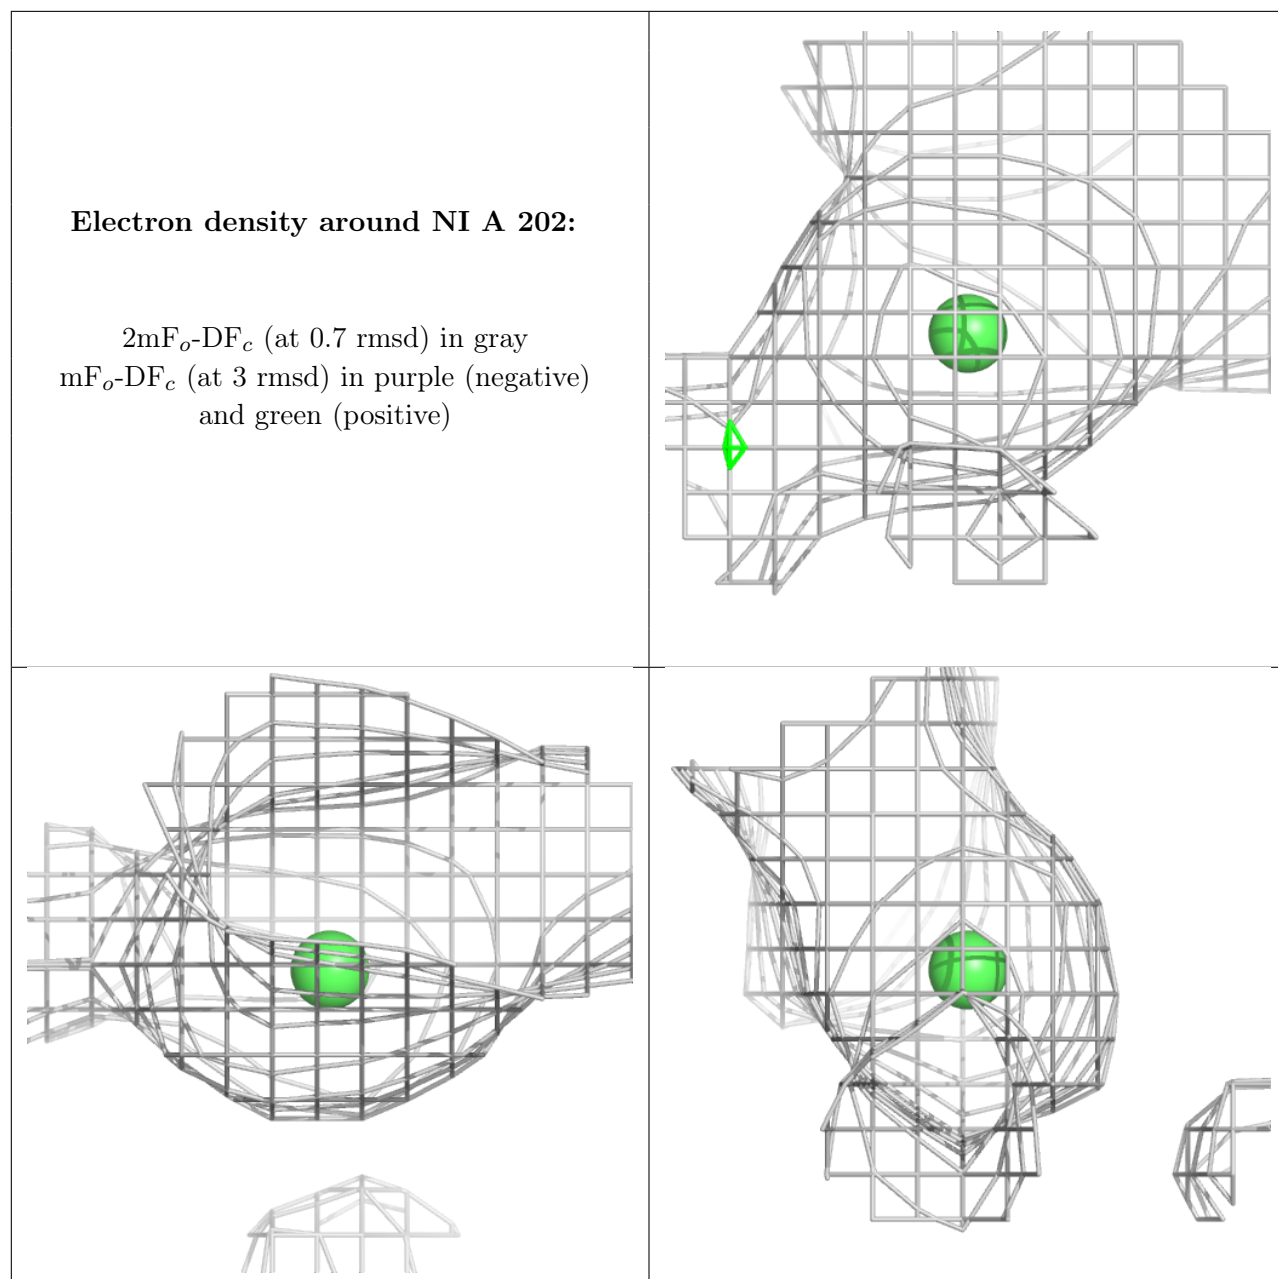 Electron density around NI A 202:
2mFo-DFc (at 0.7 rmsd) in gray
mFo-DFc (at 3 rmsd) in purple (negative)
and green (positive)